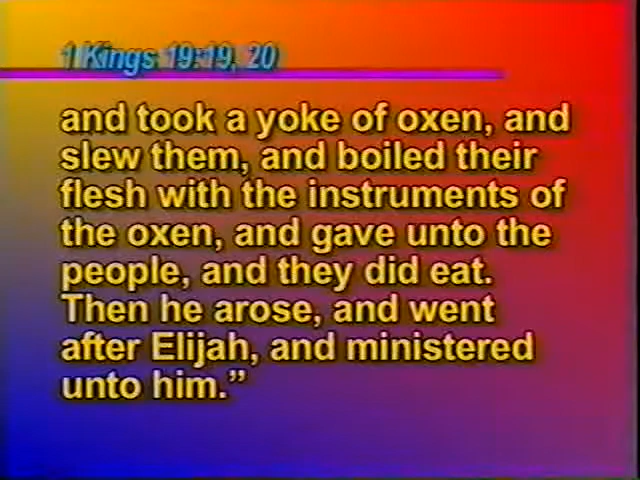 1 Kings 19:19, 20
and took a yoke of oxen, and
slew them, and boiled their
flesh with the instruments of
the oxen, and gave unto the
people, and they did eat.
Then he arose, and went
after Elijah, and ministered
unto him.”